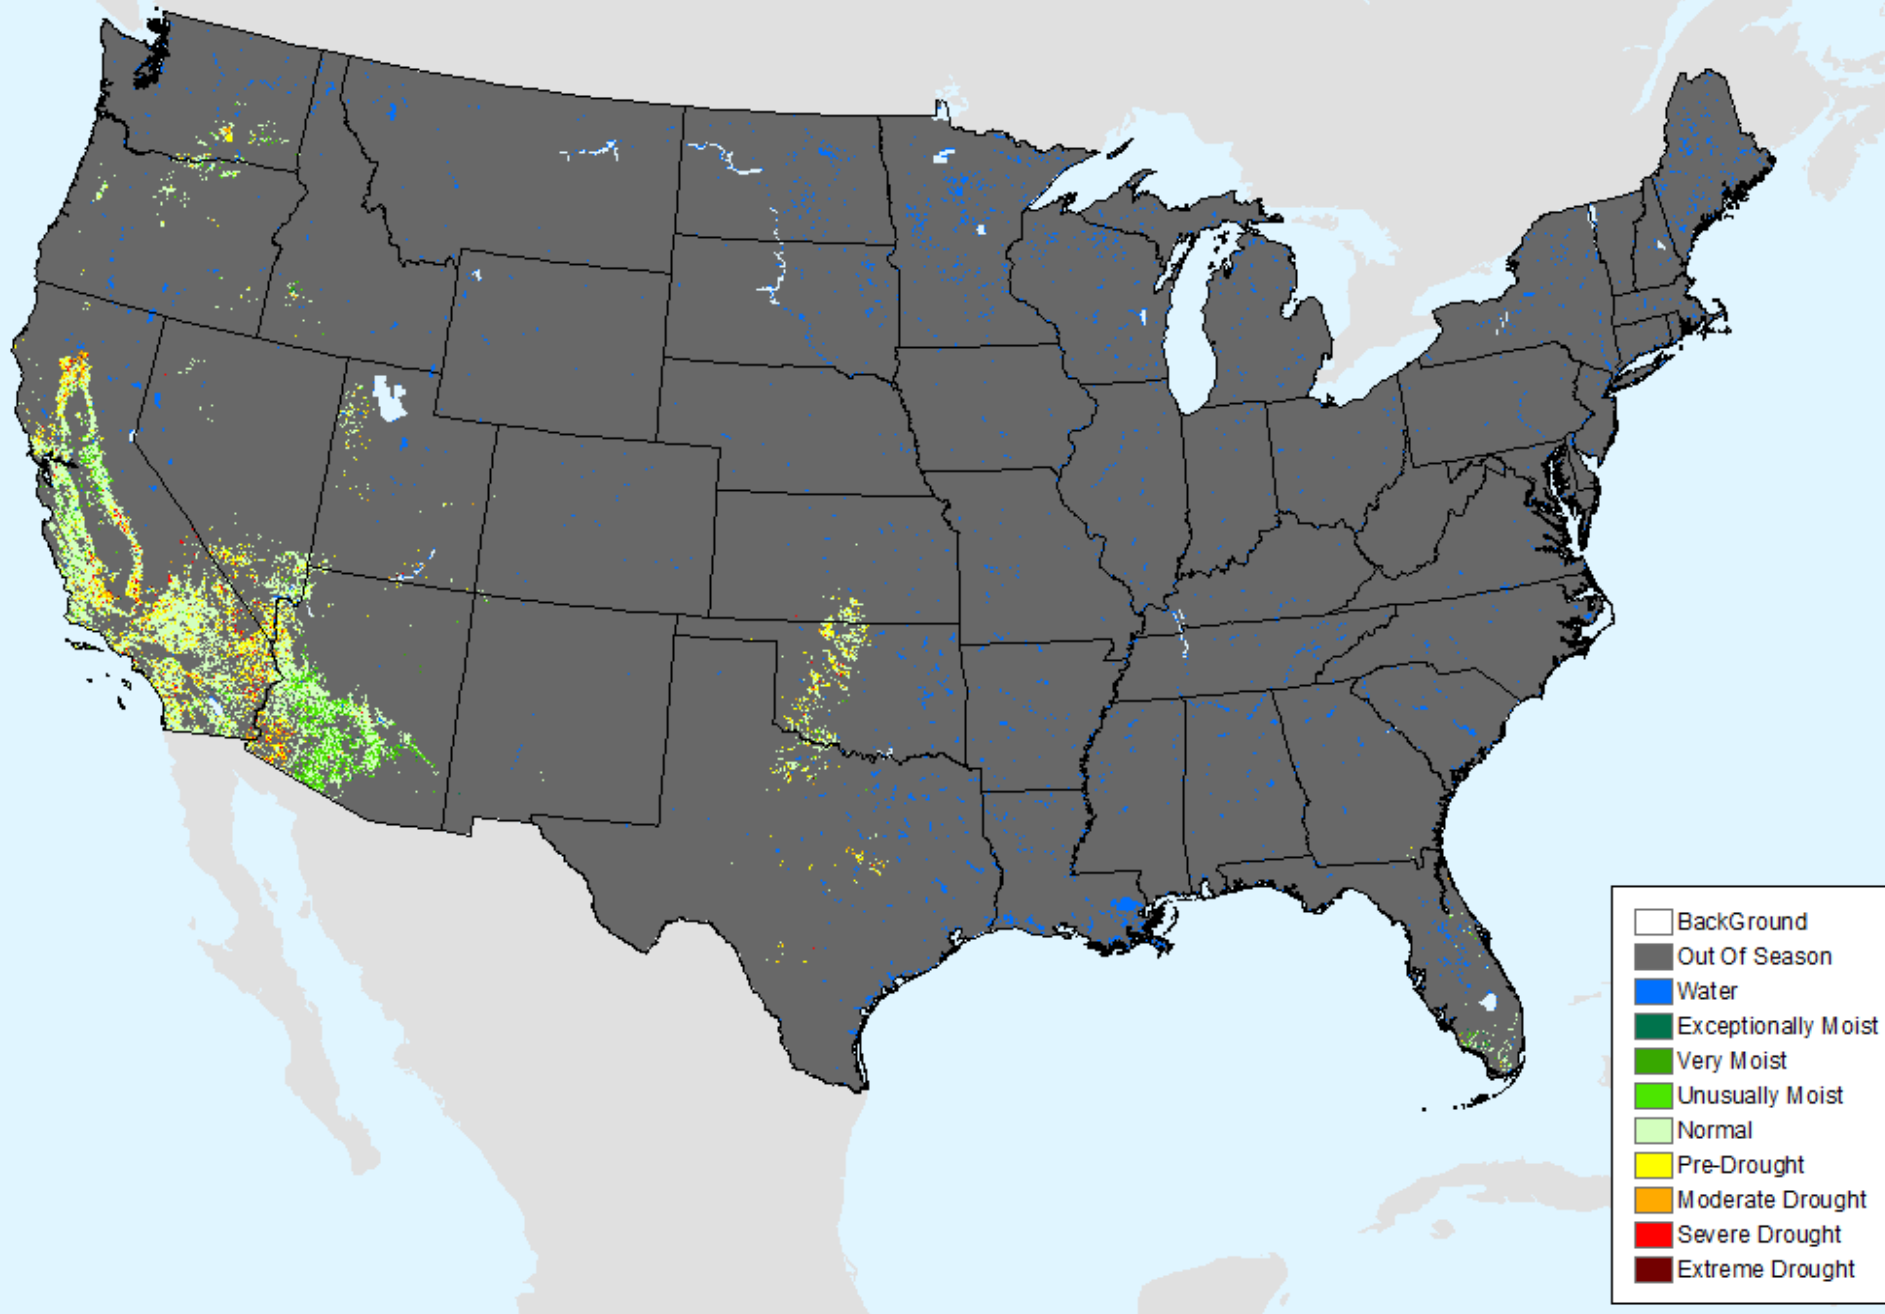 BackGround
Out Of Season
Water
Exceptionally Moist
Very Moist
Unusually Moist
Normal
Pre-Drought
Moderate Drought
Severe Drought
Extreme Drought